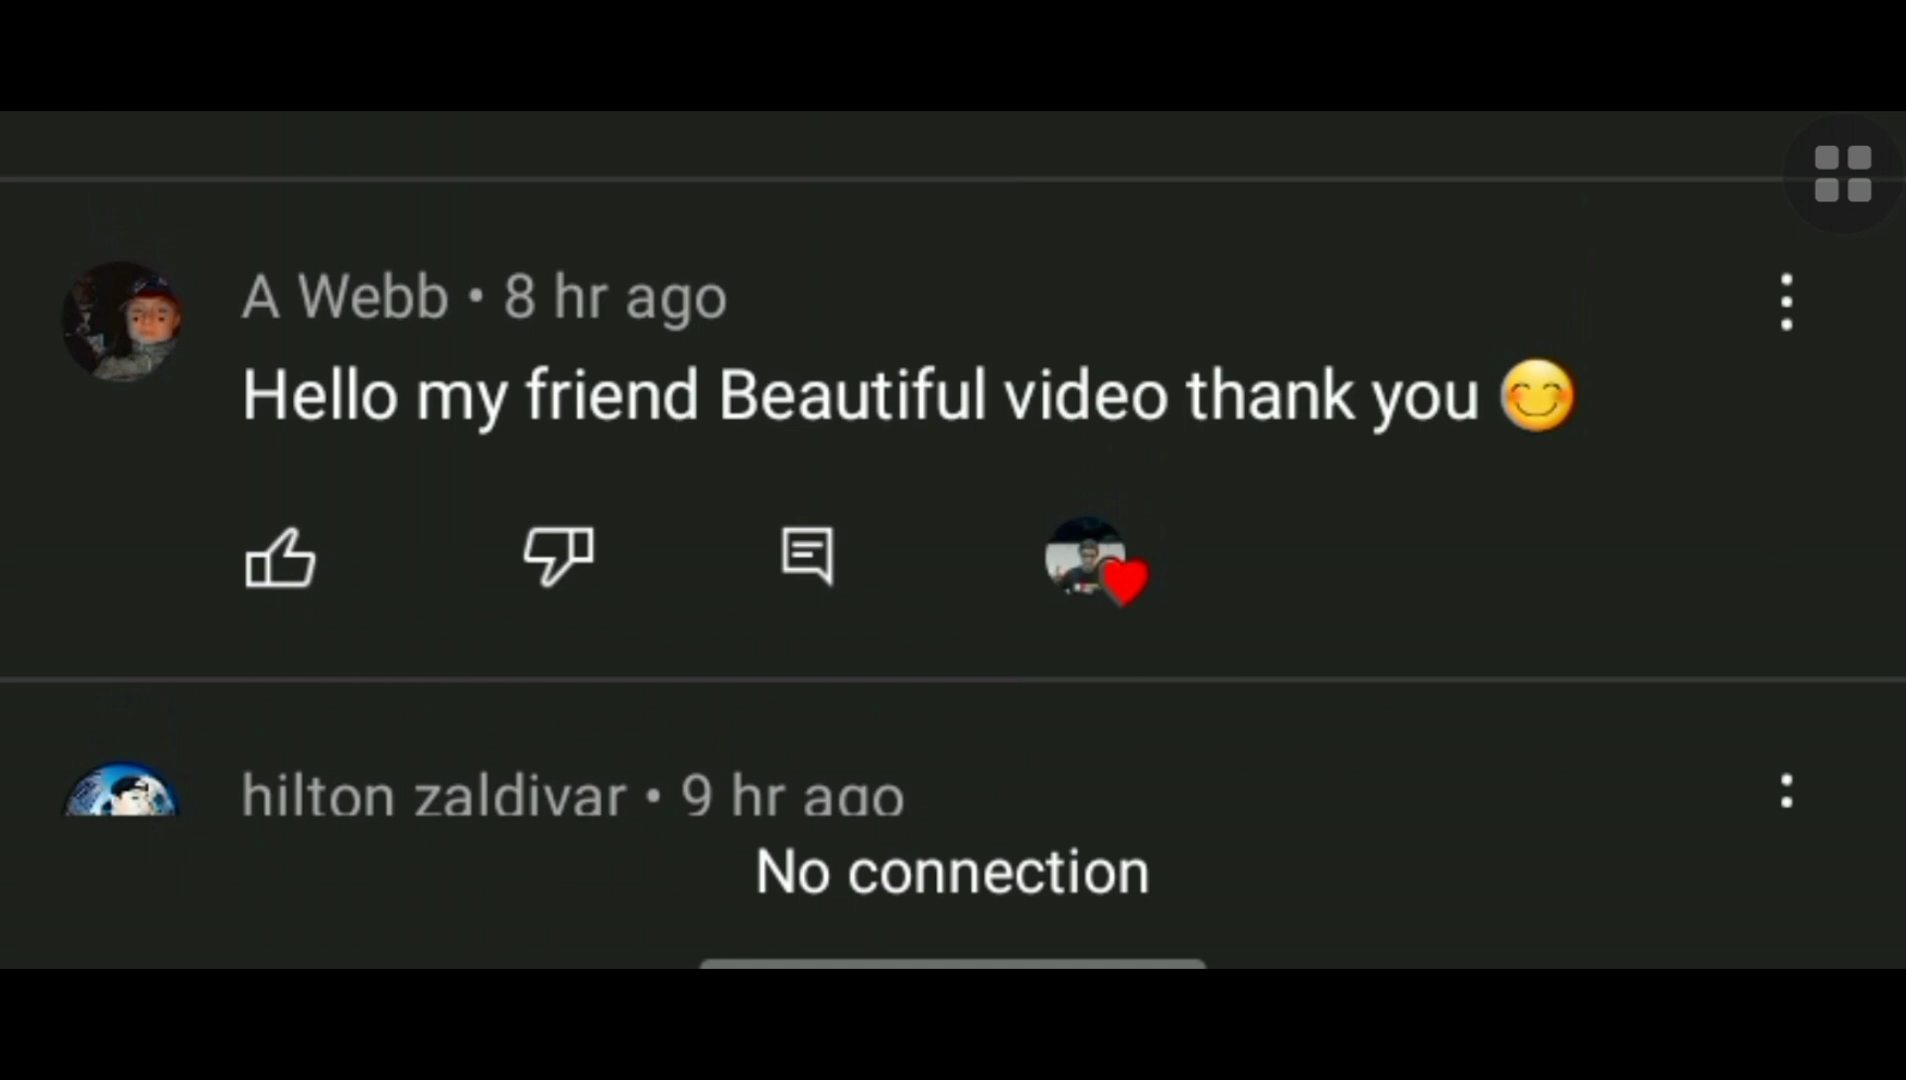 A Webb • 8 hr ago
Hello my friend Beautiful video thank you 😊
hilton zaldivar • 9 hr ago
No connection